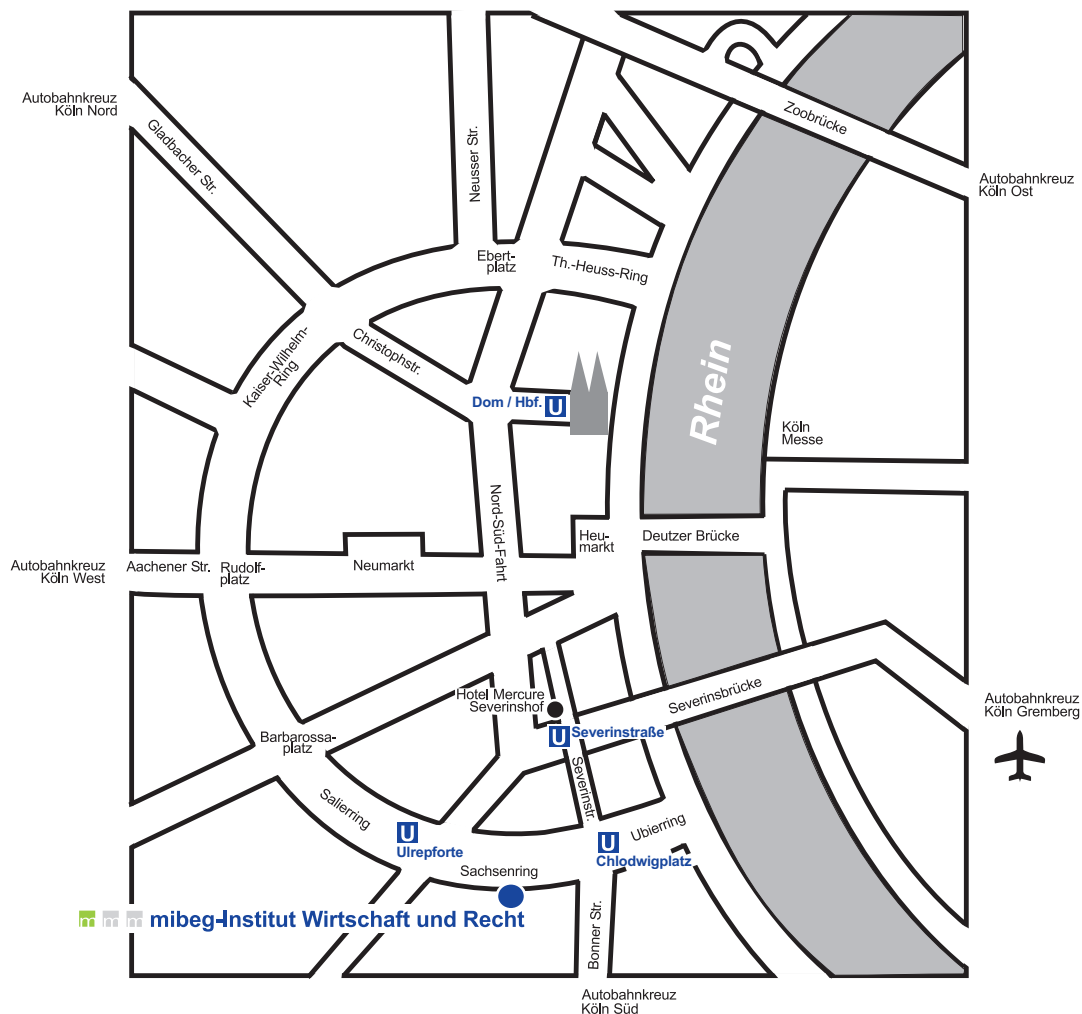 Autobahnkreuz
Köln Nord
Gladbacher Str.
Neusser Str.
Zoobrücke
Autobahnkreuz
Köln Ost
Ebert-
platz
Th.-Heuss-Ring
Kaiser-Wilhelm-
Ring
Christophstr.
Rhein
Dom / Hbf.
U
Köln
Messe
Nord-Süd-Fahrt
Heu-
markt
Deutzer Brücke
Autobahnkreuz
Köln West
Aachener Str.
Rudolf-
platz
Neumarkt
Hotel Mercure
Severinshof
Severinsbrücke
Autobahnkreuz
Köln Gremberg
U
Severinstraße
Barbarossa-
platz
Severinstr.
Salierring
U
Ulrepforte
Ubierring
U
Chlodwigplatz
Sachsenring
m m m mibeg-Institut Wirtschaft und Recht
Bonner Str.
Autobahnkreuz
Köln Süd